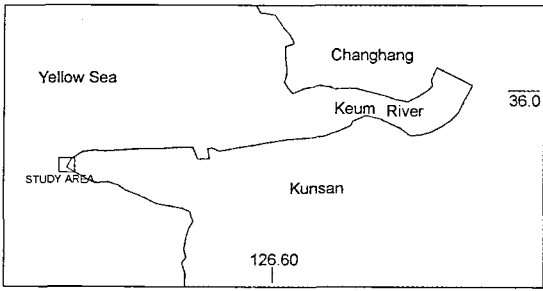 Changhang
Yellow Sea
36.0
Keum River
STUDY AREA
Kunsan
126.60